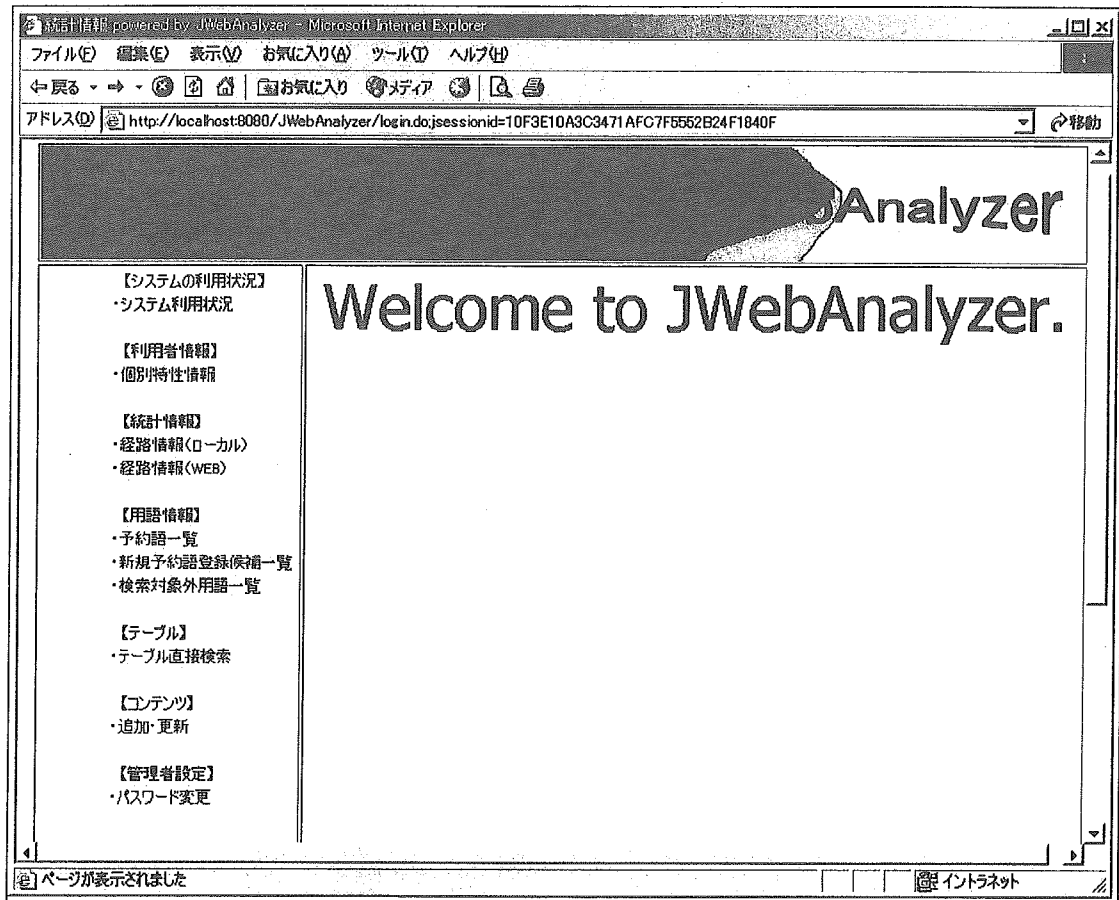 統計情報 powered by JWebAnalyzer - Microsoft Internet Explorer
ファイル(F) 編集(E) 表示(V) お気に入り(A) ツール(T) ヘルプ(H)
戻る お気に入り メディア
アドレス(D) http://localhost:8080/JWebAnalyzer/login.do;jsessionid=10F3E10A3C3471AFC7F5552B24F1840F 移動
bAnalyzer
【システムの利用状況】
・システム利用状況
【利用者情報】
・個別特性情報
【統計情報】
・経路情報(ローカル)
・経路情報(WEB)
【用語情報】
・予約語一覧
・新規予約語登録候補一覧
・検索対象外用語一覧
【テーブル】
・テーブル直接検索
【コンテンツ】
・追加・更新
【管理者設定】
・パスワード変更
Welcome to JWebAnalyzer.
ページが表示されました イントラネット